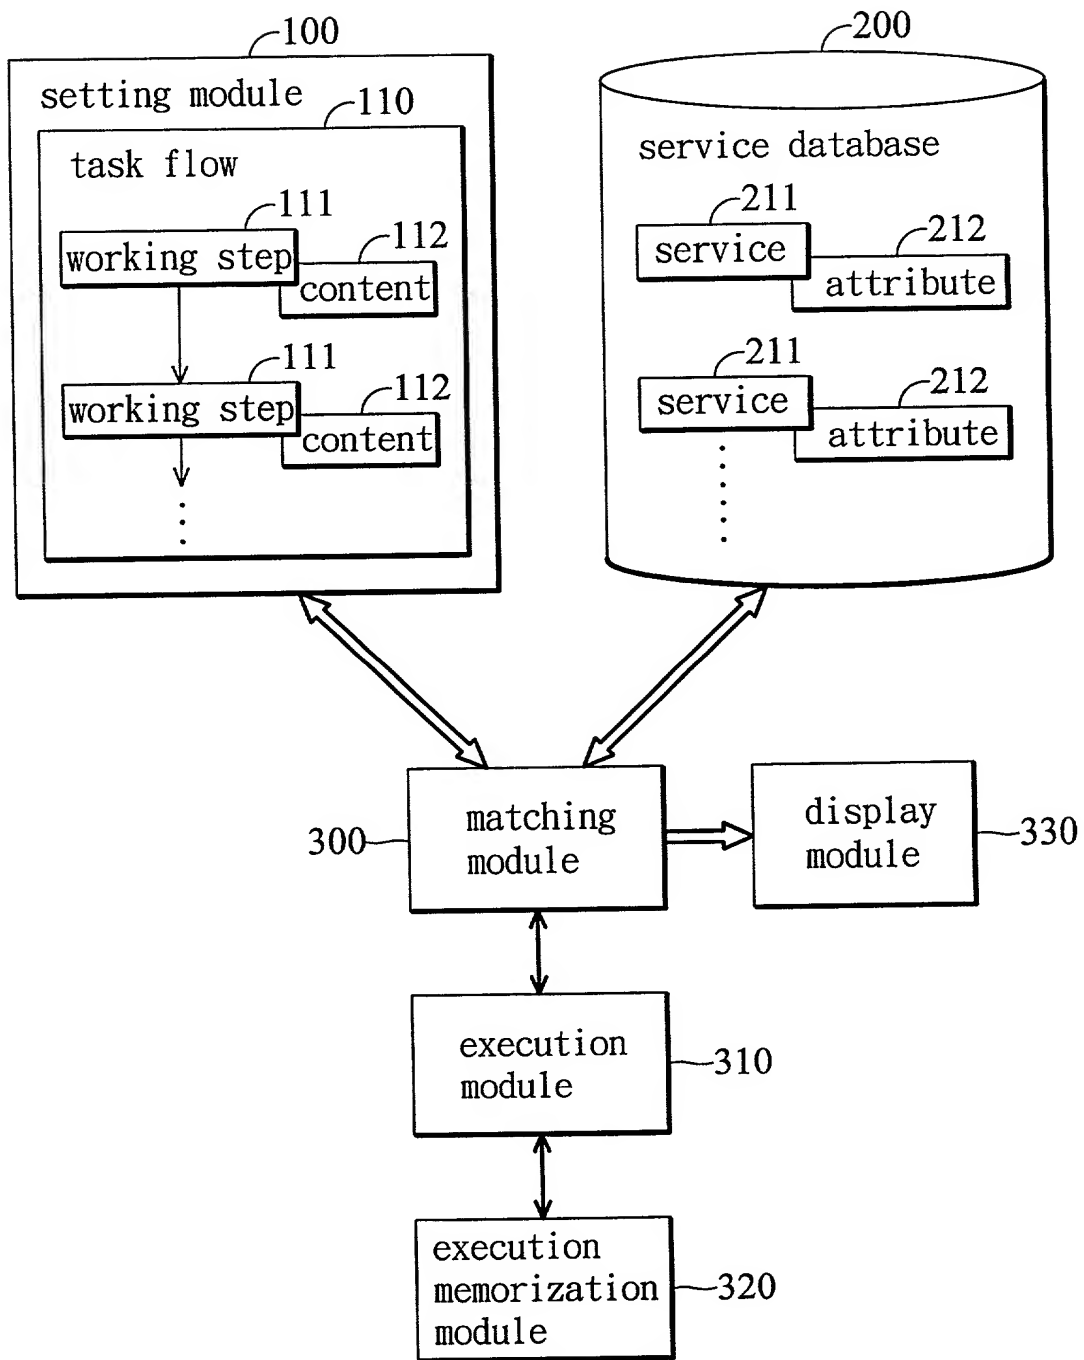 100
200
setting module
110
task flow
111
working step
112
content
111
working step
112
content
service database
211
service
212
attribute
211
service
212
attribute
300
matching
module
display
module
330
execution
module
310
execution
memorization
module
320